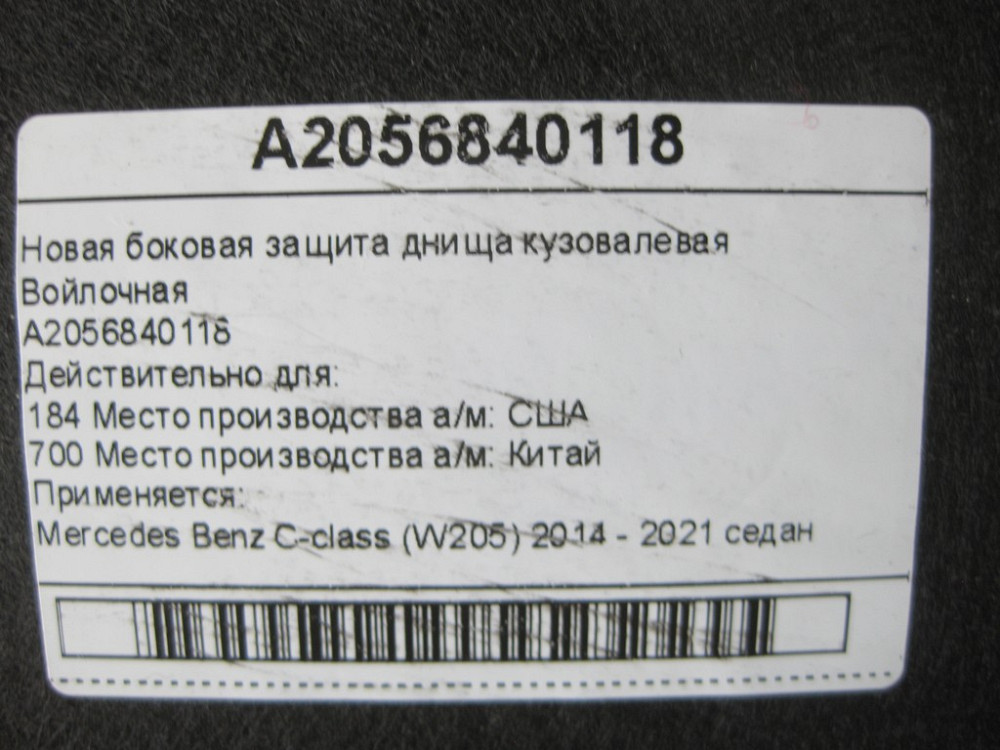 A2056840118
Новая боковая защита днища кузовалевая
Войлочная
A2056840118
Действительно для:
184 Место производства а/м: США
700 Место производства а/м: Китай
Применяется:
Mercedes Benz C-class (W205) 2014 - 2021 седан